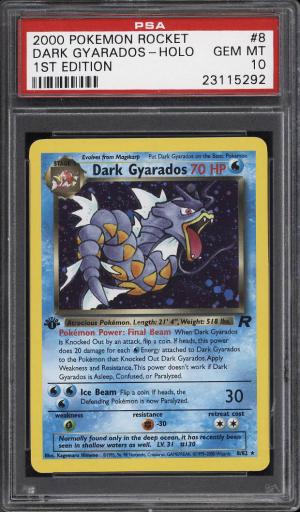 PSA
2000 POKEMON ROCKET #8
DARK GYARADOS-HOLO GEM MT
1ST EDITION 10
23115292
Evolves from Magikarp Put Dark Gyarados on the Basic Pokémon
STAGE 1
Dark Gyarados 70 HP
Atrocious Pokémon. Length: 21' 4", Weight: 518 lbs.
Pokémon Power: Final Beam When Dark Gyarados
is Knocked Out by an attack, flip a coin. If heads, this power
does 20 damage for each Energy attached to Dark Gyarados
to the Pokémon that Knocked Out Dark Gyarados. Apply
Weakness and Resistance. This power doesn't work if Dark
Gyarados is Asleep, Confused, or Paralyzed.
Ice Beam Flip a coin. If heads, the
Defending Pokémon is now Paralyzed. 30
weakness resistance retreat cost
-30
Normally found only in the deep ocean, it has recently been
seen in shallow waters as well. LV. 31 #130
Illus. Kagemaru Himeno
8/82